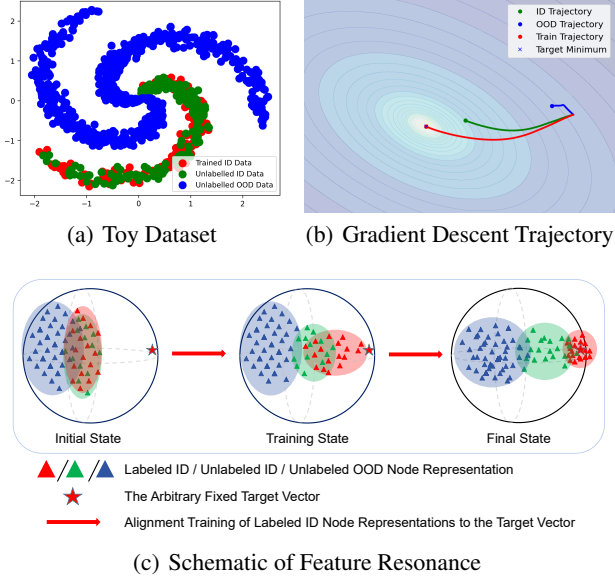 2
1
0
−1
−2
−2
−1
0
1
2
Trained ID Data
Unlabelled ID Data
Unlabelled OOD Data
(a) Toy Dataset
ID Trajectory
OOD Trajectory
Train Trajectory
Target Minimum
(b) Gradient Descent Trajectory
Initial State
Training State
Final State
/ / Labeled ID / Unlabeled ID / Unlabeled OOD Node Representation
The Arbitrary Fixed Target Vector
Alignment Training of Labeled ID Node Representations to the Target Vector
(c) Schematic of Feature Resonance